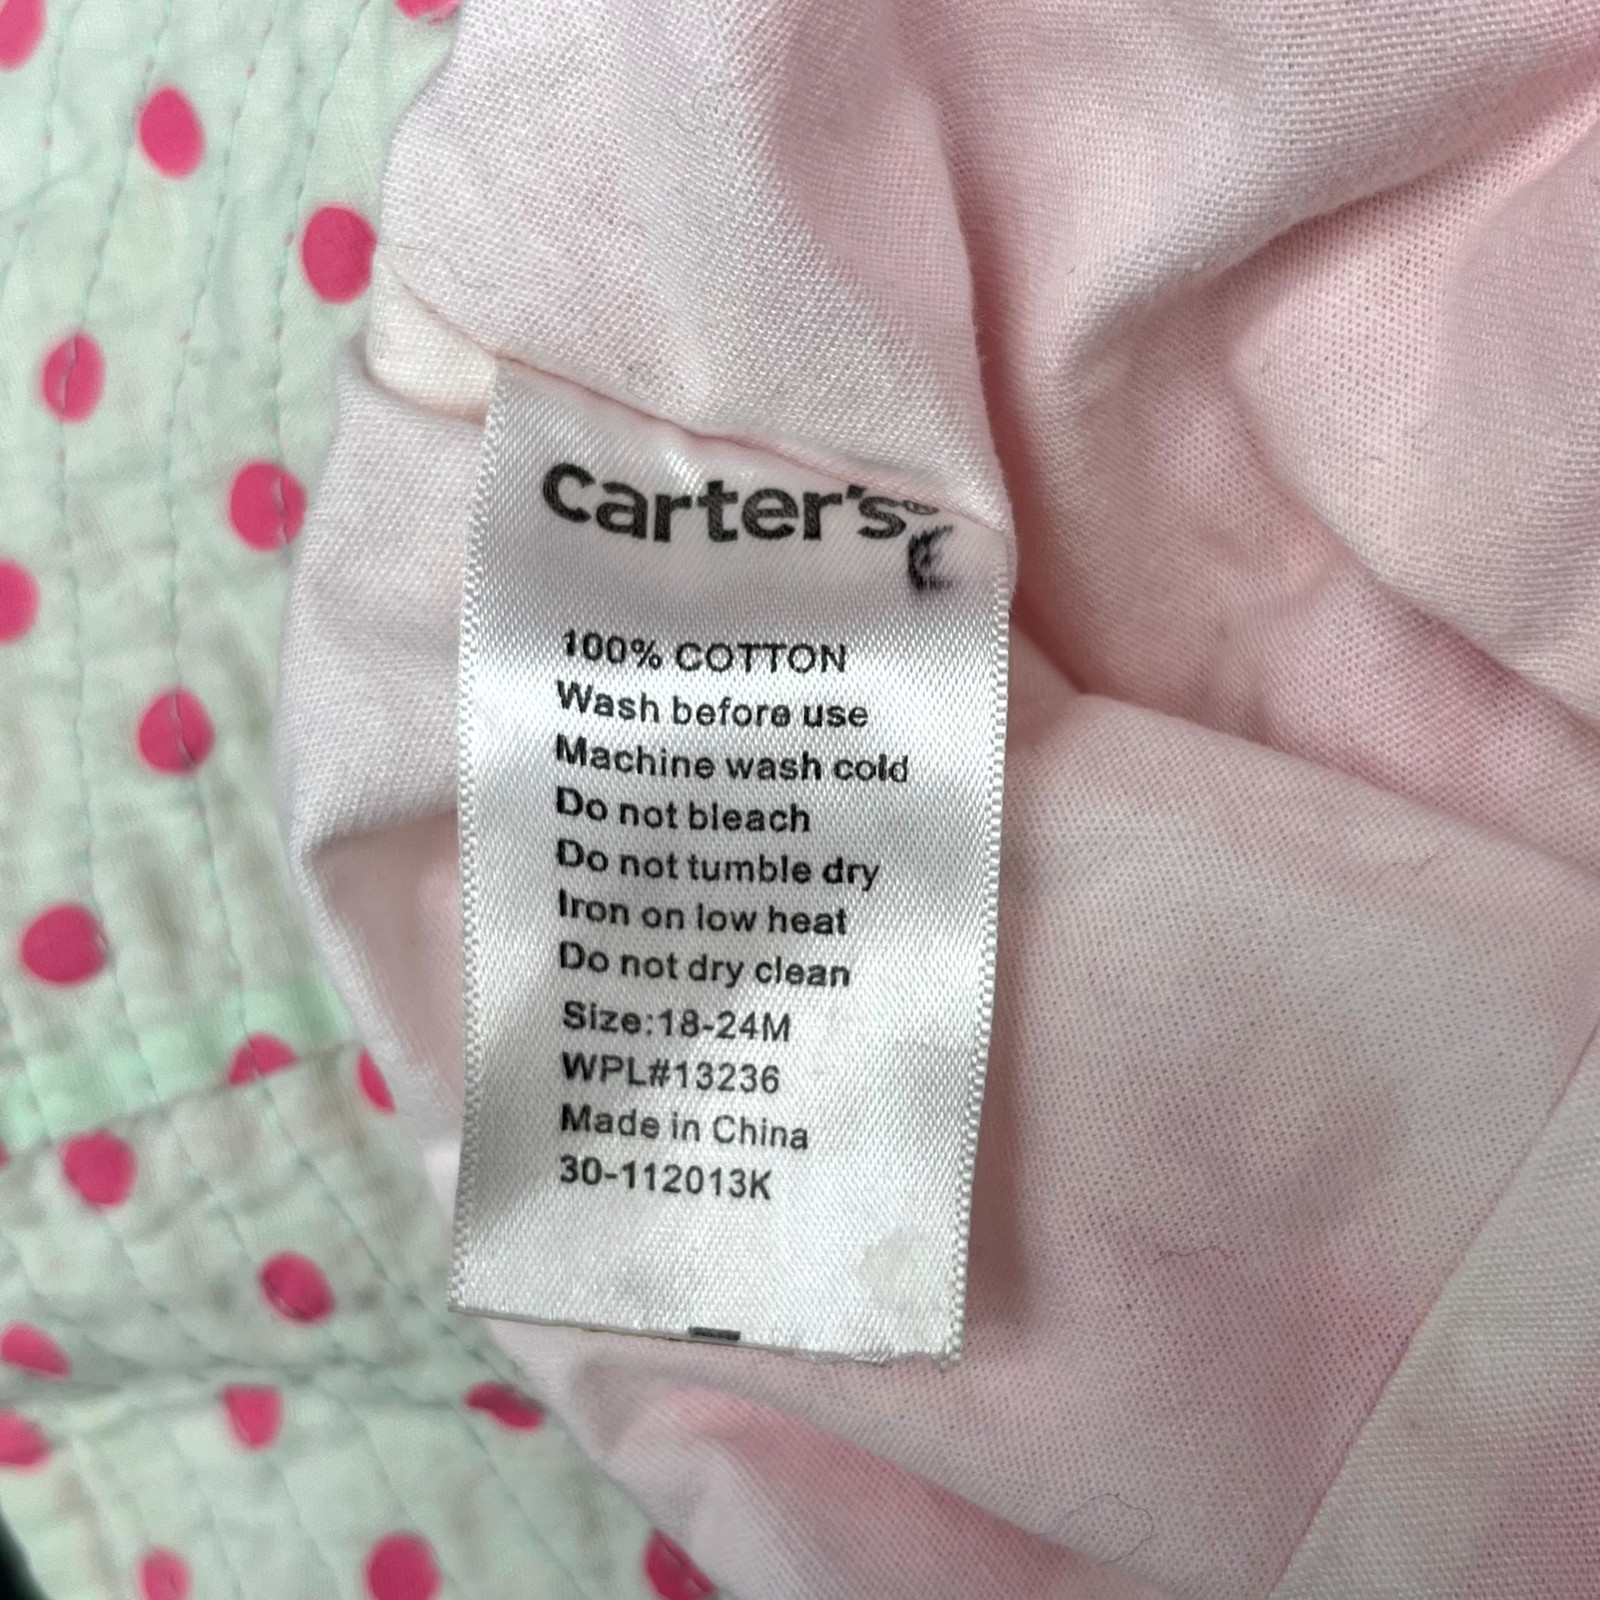 carter's®
100% COTTON
Wash before use
Machine wash cold
Do not bleach
Do not tumble dry
Iron on low heat
Do not dry clean
Size:18-24M
WPL#13236
Made in China
30-112013K